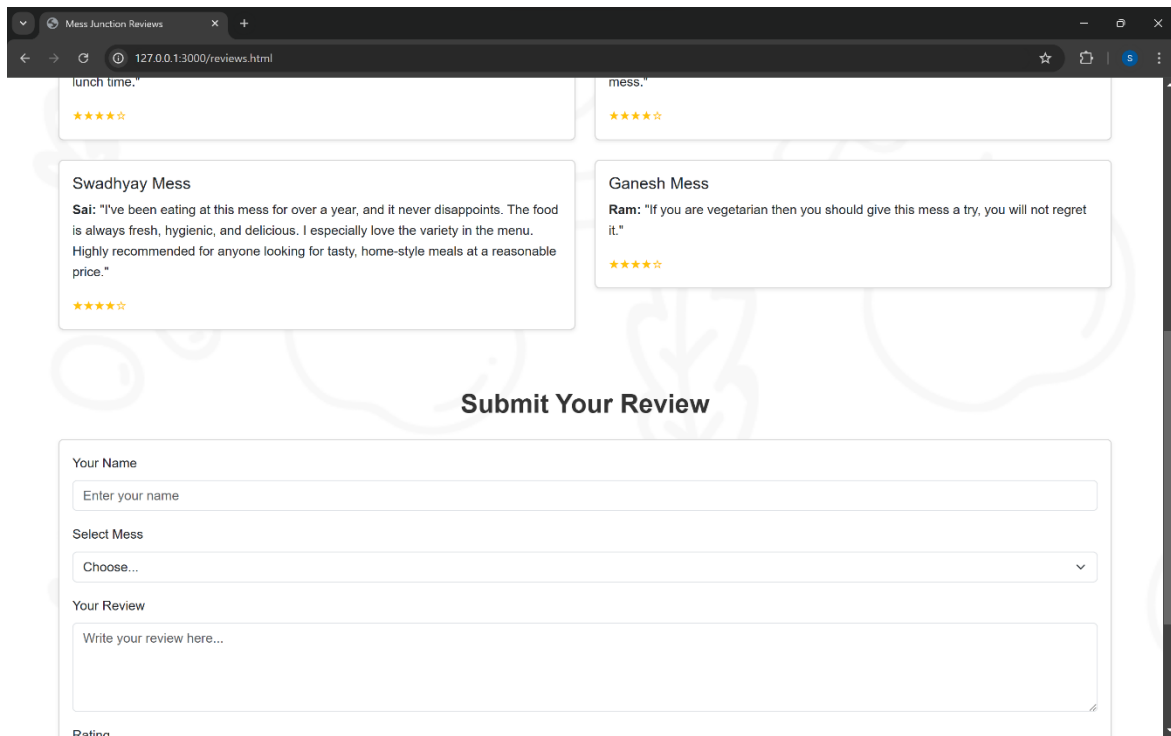 Mess Junction Reviews
127.0.0.1:3000/reviews.html
S
lunch time."
mess."
★★★★☆
★★★★☆
Swadhyay Mess
Sai: "I've been eating at this mess for over a year, and it never disappoints. The food
is always fresh, hygienic, and delicious. I especially love the variety in the menu.
Highly recommended for anyone looking for tasty, home-style meals at a reasonable
price."
★★★★☆
Ganesh Mess
Ram: "If you are vegetarian then you should give this mess a try, you will not regret
it."
★★★★☆
Submit Your Review
Your Name
Enter your name
Select Mess
Choose...
Your Review
Write your review here...
Rating